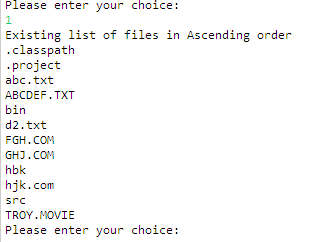 Please enter your choice:
1
Existing list of files in Ascending order
.classpath
.project
abc.txt
ABCDEF.TXT
bin
d2.txt
FGH.COM
GHJ.COM
hbk
hjk.com
src
TROY.MOVIE
Please enter your choice: